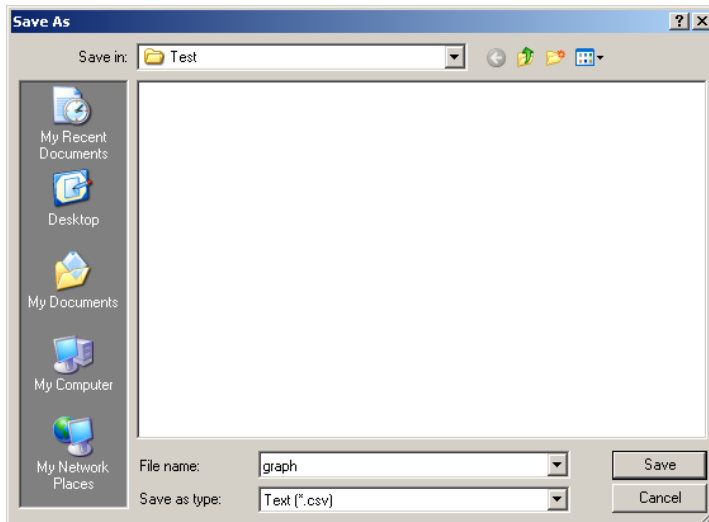 Save As
Save in:
Test
My Recent
Documents
Desktop
My Documents
My Computer
My Network
Places
File name:
graph
Save
Save as type:
Text (*.csv)
Cancel